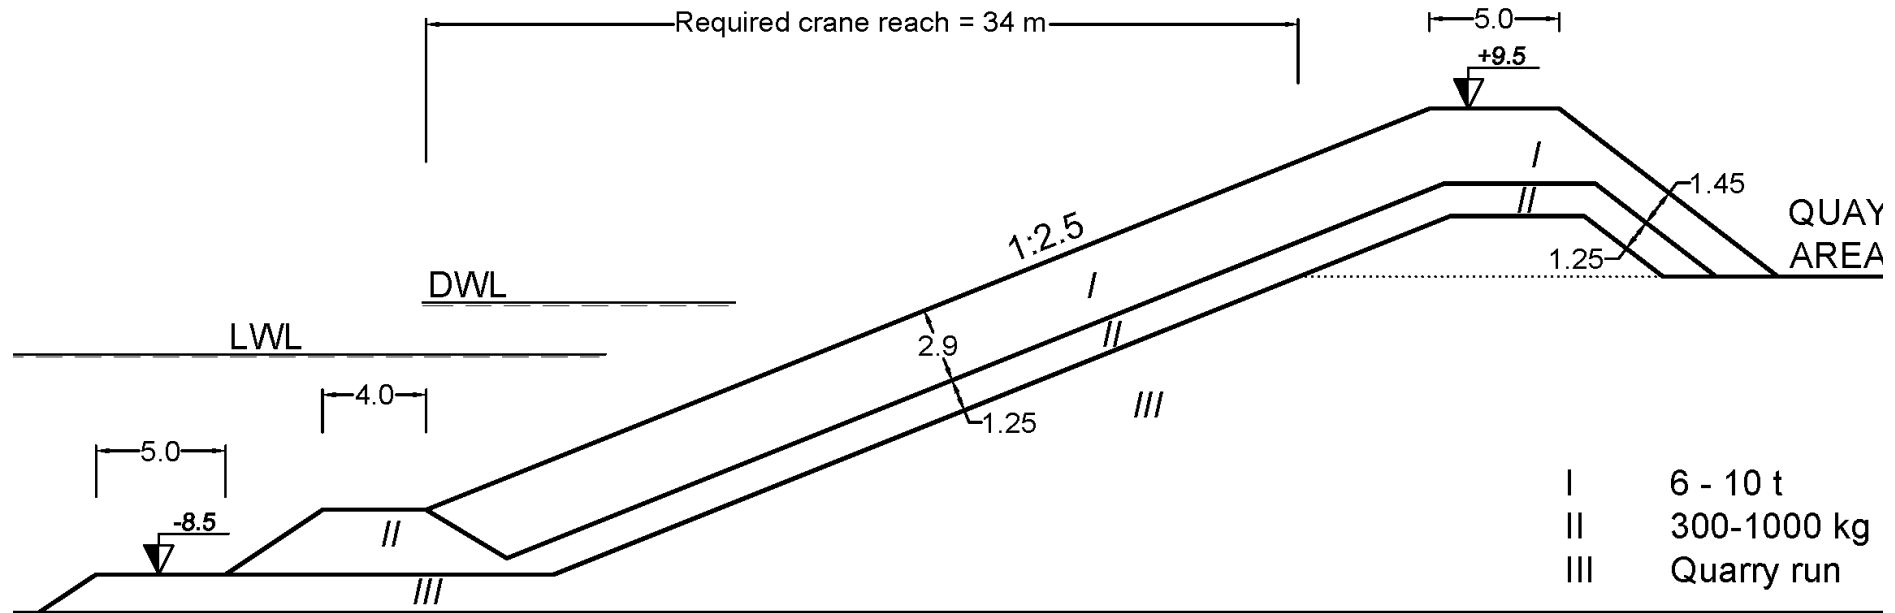 Required crane reach = 34 m
5.0
+9.5
I
II
1.45
QUAY
AREA
1.25
1:2.5
DWL
I
LWL
II
2.9
4.0
III
1.25
5.0
I 6 - 10 t
-8.5
II
II 300-1000 kg
III Quarry run
III